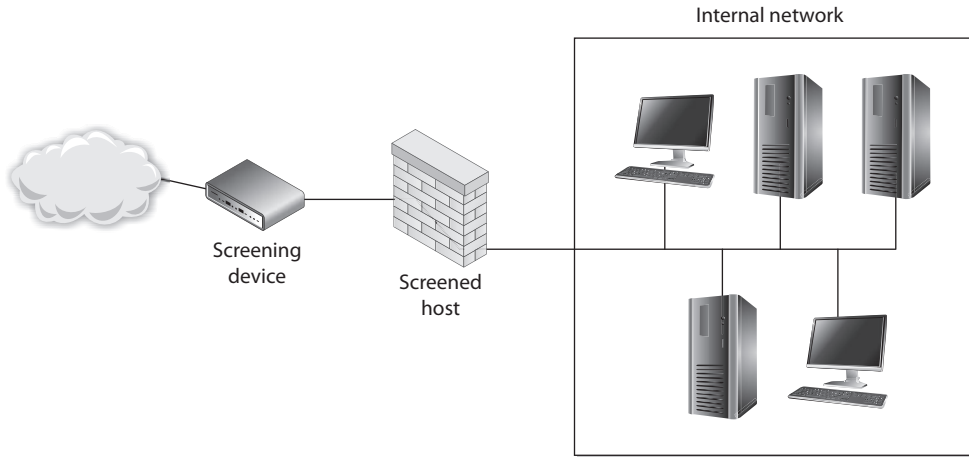 Internal network
Screening
device
Screened
host